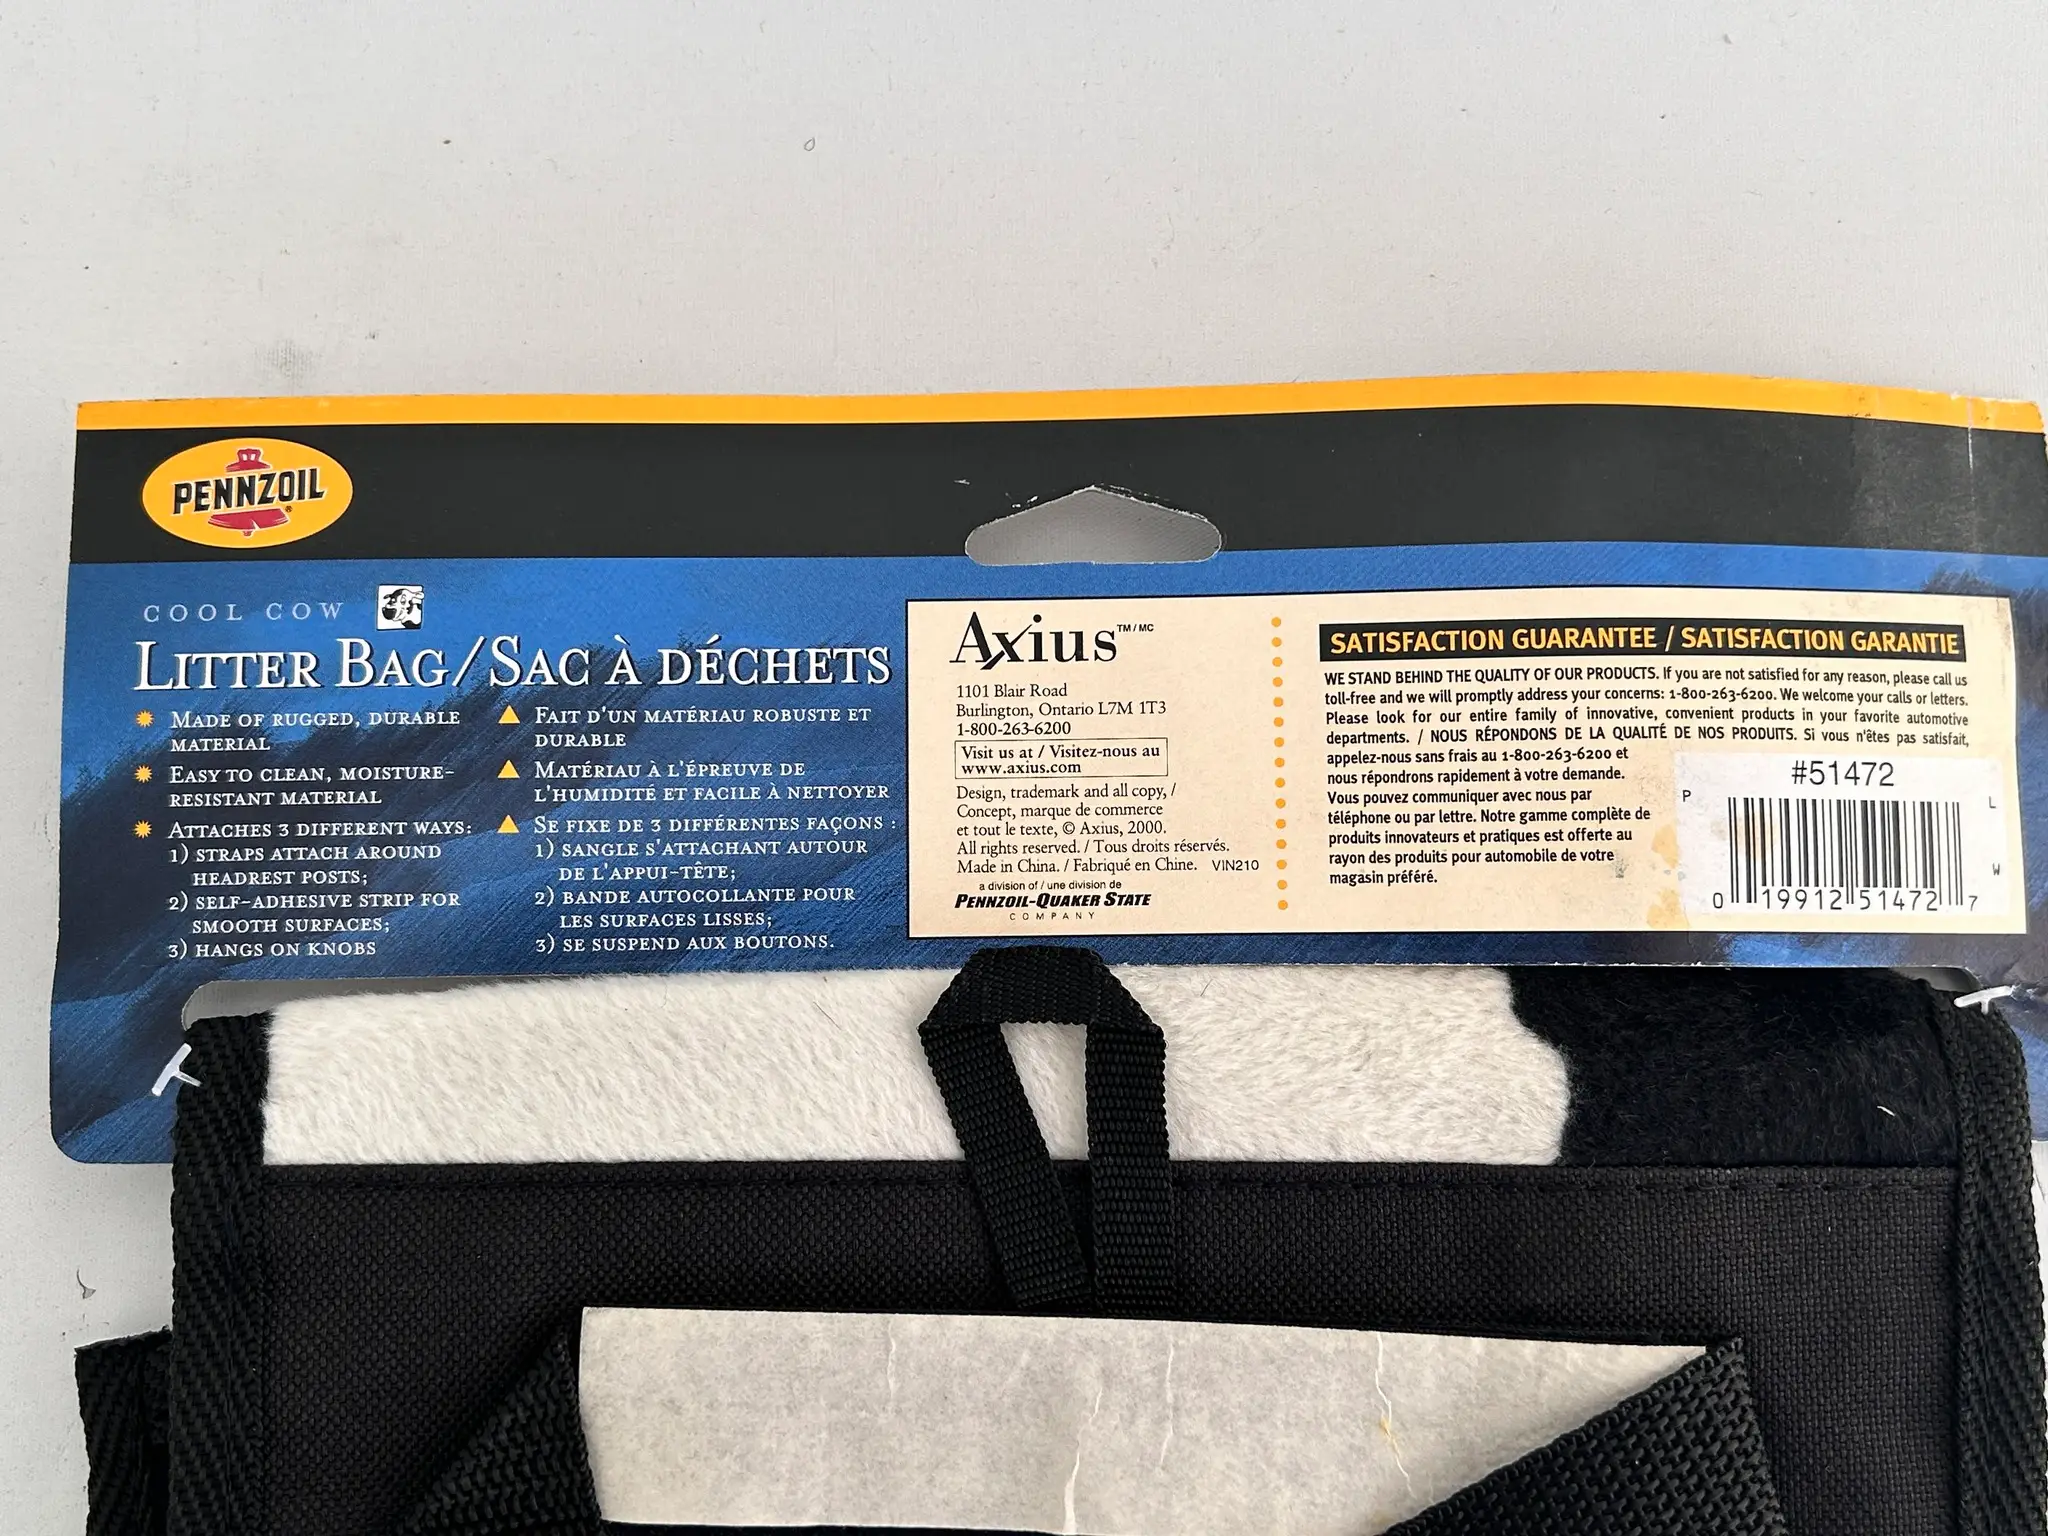 PENNZOIL®
COOL COW
LITTER BAG/SAC À DÉCHETS
MADE OF RUGGED, DURABLE
MATERIAL
EASY TO CLEAN, MOISTURE-
RESISTANT MATERIAL
ATTACHES 3 DIFFERENT WAYS:
1) STRAPS ATTACH AROUND
HEADREST POSTS;
2) SELF-ADHESIVE STRIP FOR
SMOOTH SURFACES;
3) HANGS ON KNOBS
FAIT D'UN MATÉRIAU ROBUSTE ET
DURABLE
MATÉRIAU À L'ÉPREUVE DE
L'HUMIDITÉ ET FACILE À NETTOYER
SE FIXE DE 3 DIFFÉRENTES FAÇONS :
1) SANGLE S'ATTACHANT AUTOUR
DE L'APPUI-TÊTE;
2) BANDE AUTOCOLLANTE POUR
LES SURFACES LISSES;
3) SE SUSPEND AUX BOUTONS.
Axius™/MC
1101 Blair Road
Burlington, Ontario L7M 1T3
1-800-263-6200
Visit us at / Visitez-nous au
www.axius.com
Design, trademark and all copy, /
Concept, marque de commerce
et tout le texte, © Axius, 2000.
All rights reserved. / Tous droits réservés.
Made in China. / Fabriqué en Chine. VIN210
a division of / une division de
PENNZOIL-QUAKER STATE
COMPANY
SATISFACTION GUARANTEE / SATISFACTION GARANTIE
WE STAND BEHIND THE QUALITY OF OUR PRODUCTS. If you are not satisfied for any reason, please call us
toll-free and we will promptly address your concerns: 1-800-263-6200. We welcome your calls or letters.
Please look for our entire family of innovative, convenient products in your favorite automotive
departments. / NOUS RÉPONDONS DE LA QUALITÉ DE NOS PRODUITS. Si vous n'êtes pas satisfait,
appelez-nous sans frais au 1-800-263-6200 et
nous répondrons rapidement à votre demande.
Vous pouvez communiquer avec nous par
téléphone ou par lettre. Notre gamme complète de
produits innovateurs et pratiques est offerte au
rayon des produits pour automobile de votre
magasin préféré.
#51472
P L
W
0 19912 51472 7